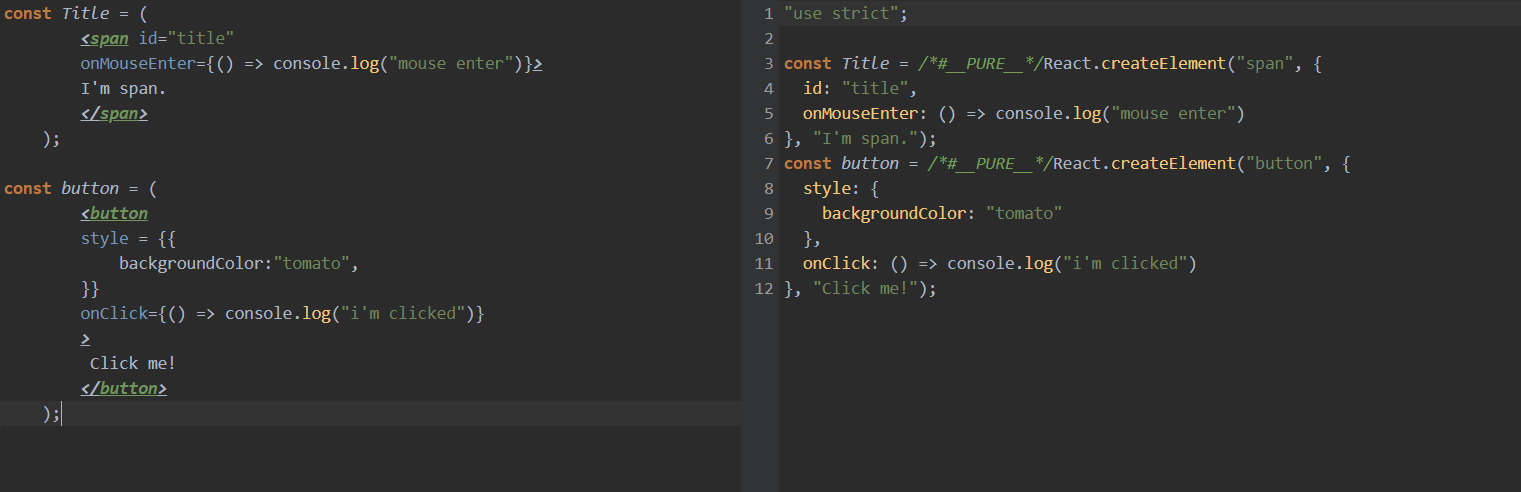 const Title = (
        <span id="title"
        onMouseEnter={() => console.log("mouse enter")}>
        I'm span.
        </span>
    );
const button = (
        <button
        style = {{
            backgroundColor:"tomato",
        }}
        onClick={() => console.log("i'm clicked")}
        >
         Click me!
        </button>
    );
1 "use strict";
2
3 const Title = /*#__PURE__*/React.createElement("span", {
4   id: "title",
5   onMouseEnter: () => console.log("mouse enter")
6 }, "I'm span.");
7 const button = /*#__PURE__*/React.createElement("button", {
8   style: {
9     backgroundColor: "tomato"
10   },
11   onClick: () => console.log("i'm clicked")
12 }, "Click me!");